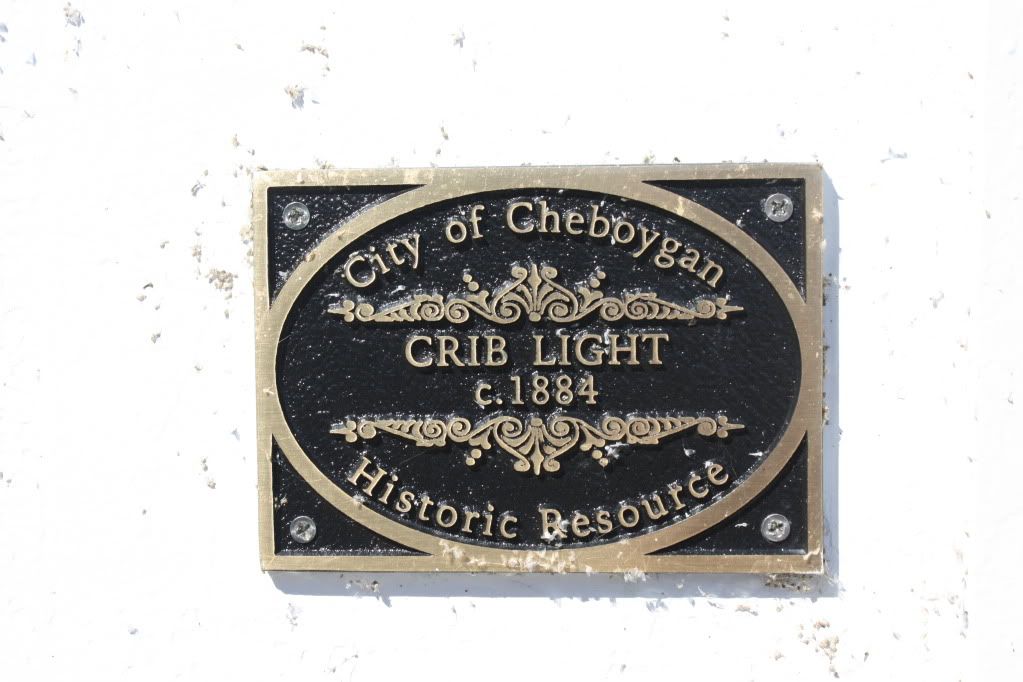 City of Cheboygan
CRIB LIGHT
c.1884
Historic Resource